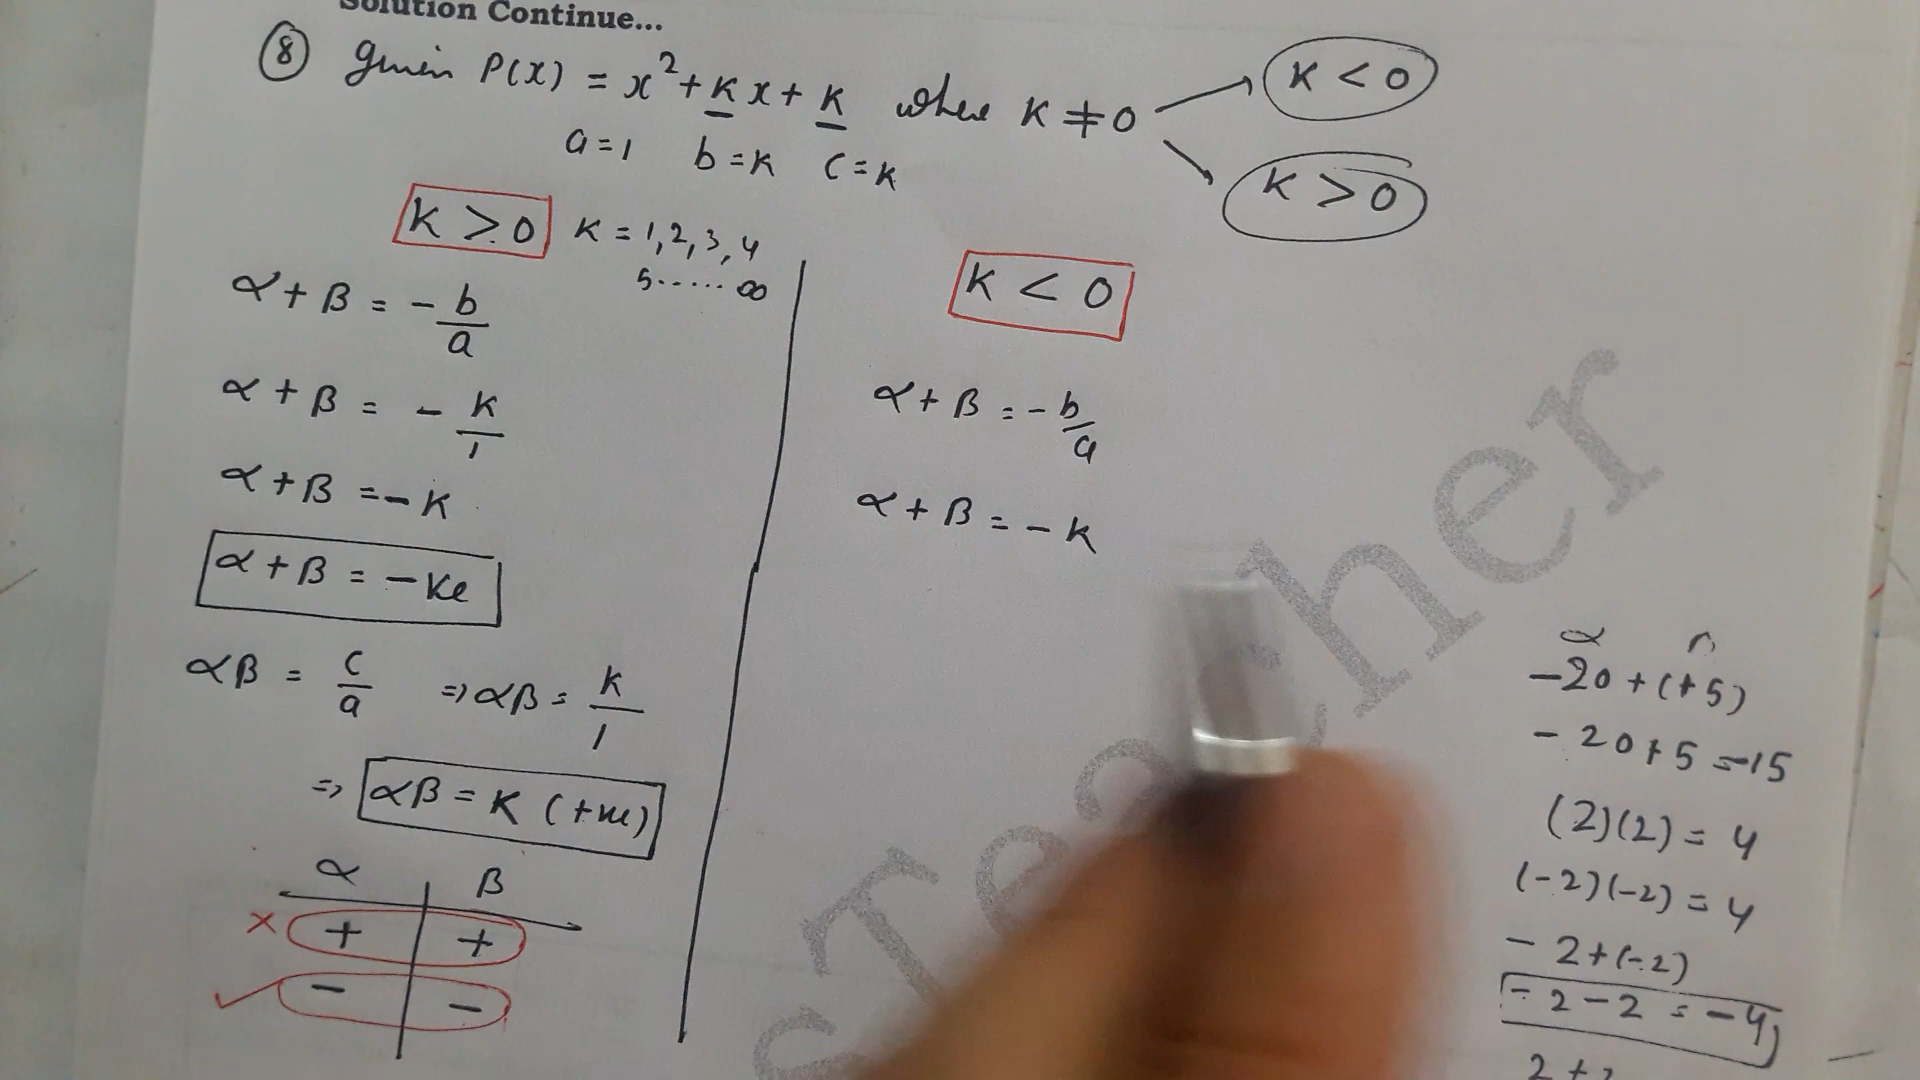 Solution Continue...
⑧ Given P(x) = x² + kx + k where k ≠ 0
k < 0
k > 0
a = 1 b = k c = k
k > 0 k = 1, 2, 3, 4
5 ..... ∞
α + β = - b/a
α + β = - k/1
α + β = - k
α + β = - ve
αβ = c/a ⇒ αβ = k/1
⇒ αβ = k (+ve)
α β
× + +
✓ - -
k < 0
α + β = - b/a
α + β = - k
α
-20 + (+5)
- 20 + 5 = -15
(2)(2) = 4
(-2)(-2) = 4
- 2 + (-2)
- 2 - 2 = -4
2 +